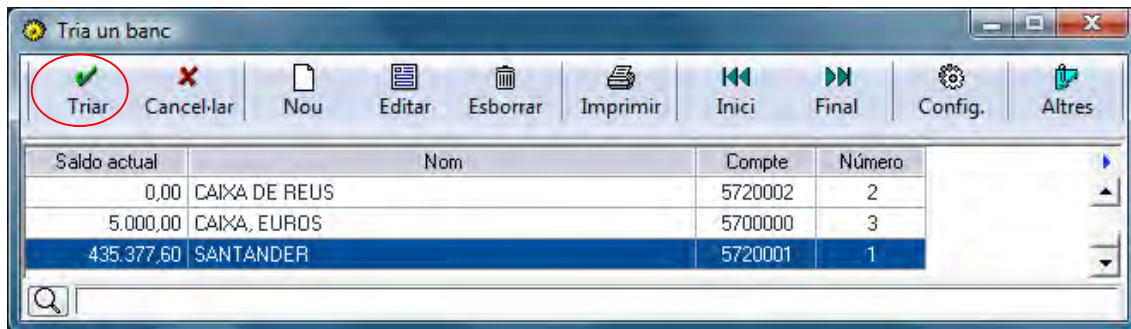 Tria un banc
Triar Cancel·lar Nou Editar Esborrar Imprimir Inici Final Config. Altres
Saldo actual Nom Compte Número
0,00 CAIXA DE REUS 5720002 2
5.000,00 CAIXA, EUROS 5700000 3
435.377,60 SANTANDER 5720001 1